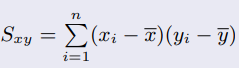 $S_{xy} = \sum_{i=1}^{n} (x_i - \overline{x})(y_i - \overline{y})$